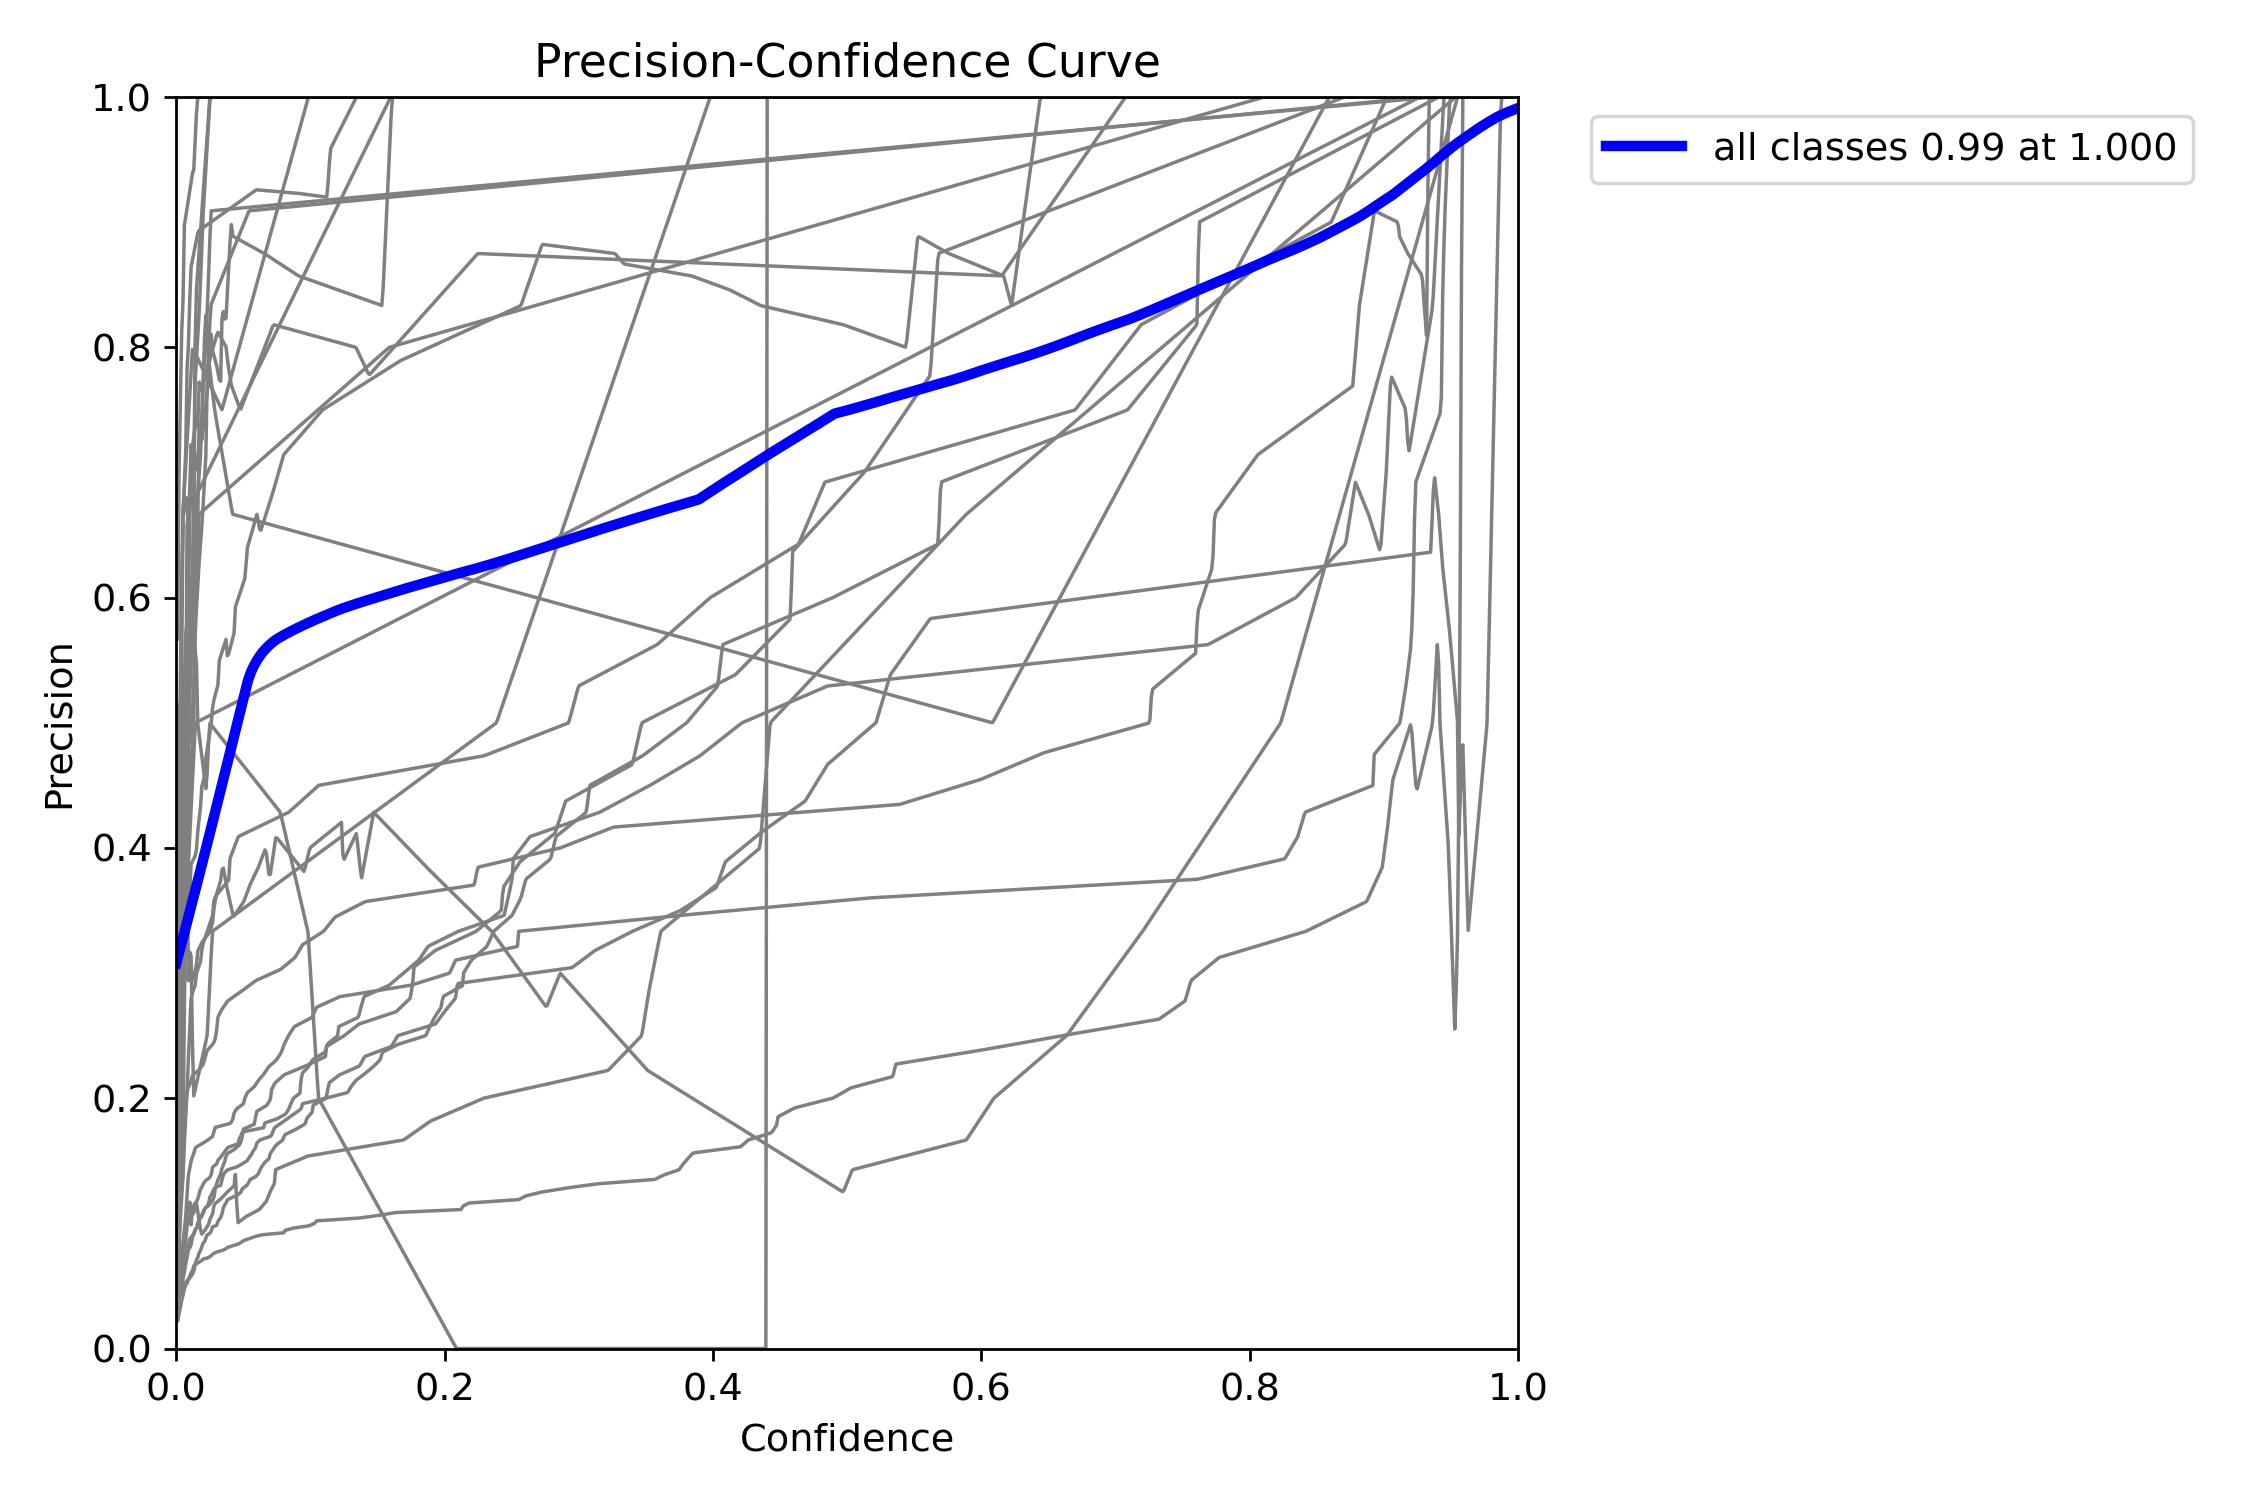 Precision-Confidence Curve
all classes 0.99 at 1.000
Precision
1.0
0.8
0.6
0.4
0.2
0.0
0.0 0.2 0.4 0.6 0.8 1.0
Confidence